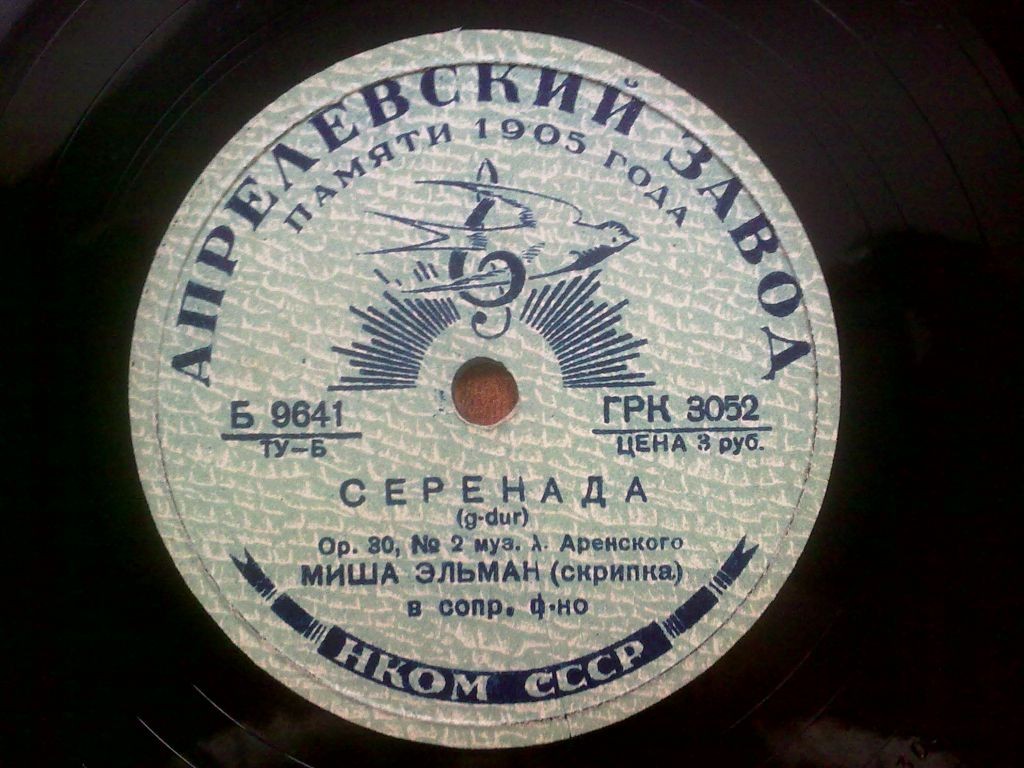 АПРЕЛЕВСКИЙ ЗАВОД
ПАМЯТИ 1905 ГОДА
Б 9641
ТУ-Б
ГРК 3052
ЦЕНА 3 руб.
СЕРЕНАДА
(g-dur)
Op. 30, № 2 муз. А. Аренского
МИША ЭЛЬМАН (скрипка)
в сопр. ф-но
НКОМ СССР